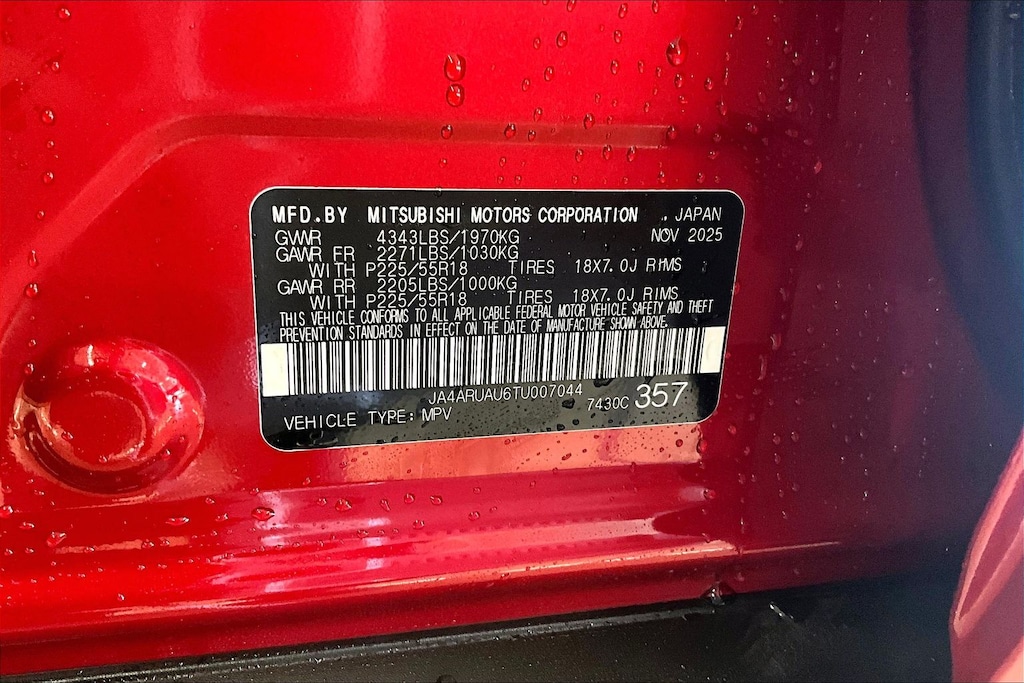 MFD.BY MITSUBISHI MOTORS CORPORATION JAPAN
GVWR 4343LBS/1970KG NOV 2025
GAWR FR 2271LBS/1030KG
WITH P225/55R18 TIRES 18X7.0J RIMS
GAWR RR 2205LBS/1000KG
WITH P225/55R18 TIRES 18X7.0J RIMS
THIS VEHICLE CONFORMS TO ALL APPLICABLE FEDERAL MOTOR VEHICLE SAFETY AND THEFT
PREVENTION STANDARDS IN EFFECT ON THE DATE OF MANUFACTURE SHOWN ABOVE.
JA4ARUAU6TU007044
VEHICLE TYPE: MPV 7430C 357